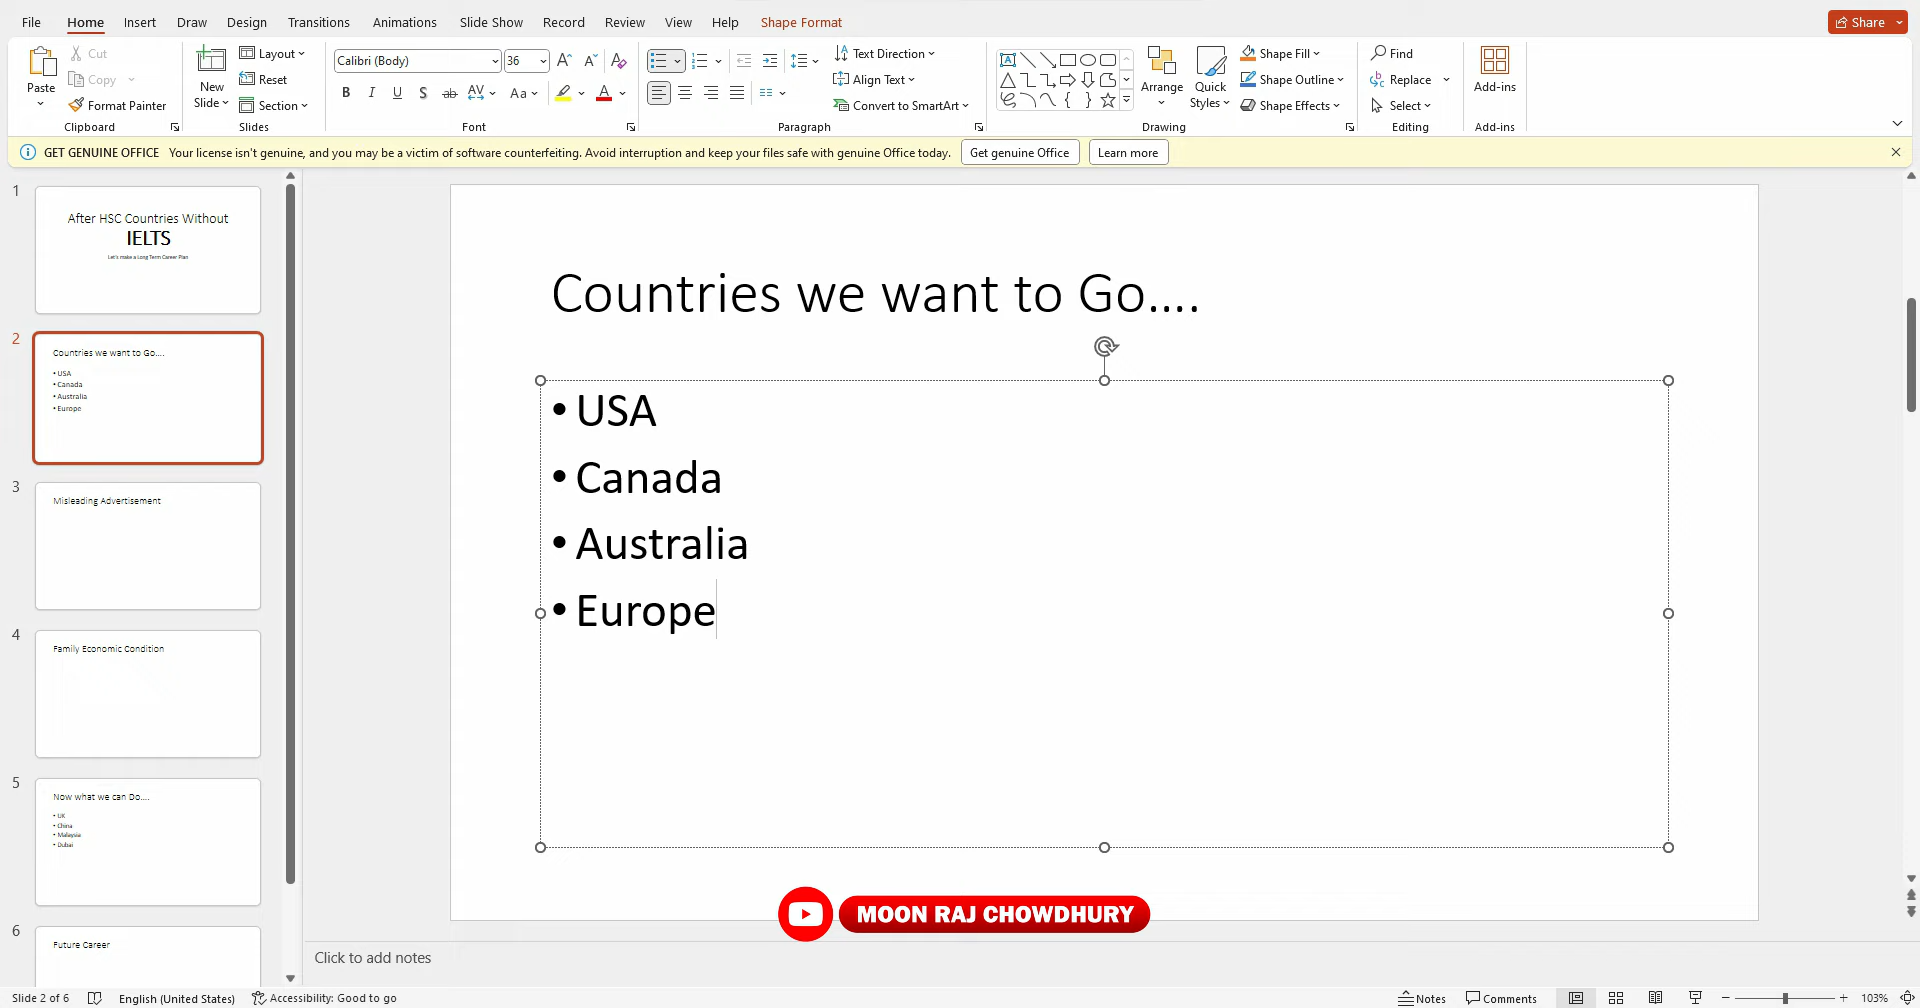 File Home Insert Draw Design Transitions Animations Slide Show Record Review View Help Shape Format Share
Paste
Cut
Copy
Format Painter
Clipboard
New
Slide
Layout
Reset
Section
Slides
Calibri (Body) 36
Font
Paragraph
Text Direction
Align Text
Convert to SmartArt
Drawing
Arrange
Quick
Styles
Shape Fill
Shape Outline
Shape Effects
Find
Replace
Select
Editing
Add-ins
Add-ins
GET GENUINE OFFICE Your license isn't genuine, and you may be a victim of software counterfeiting. Avoid interruption and keep your files safe with genuine Office today. Get genuine Office Learn more
1
After HSC Countries Without
IELTS
Let's make a Long Term Career Plan
2
Countries we want to Go....
• USA
• Canada
• Australia
• Europe
3
Misleading Advertisement
4
Family Economic Condition
5
Now what we can Do....
• UK
• China
• Malaysia
• Dubai
6
Future Career
Countries we want to Go....
• USA
• Canada
• Australia
• Europe
MOON RAJ CHOWDHURY
Click to add notes
Slide 2 of 6 English (United States) Accessibility: Good to go Notes Comments 103%